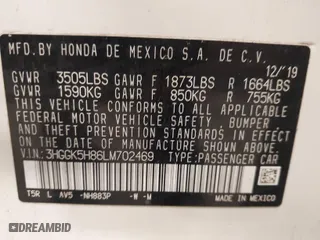 12/'19
MFD.BY HONDA DE MEXICO S.A. DE C.V.
GVWR 3505LBS GAWR F 1873LBS R 1664LBS
GVWR 1590KG GAWR F 850KG R 755KG
THIS VEHICLE CONFORMS TO ALL APPLICABLE
FEDERAL MOTOR VEHICLE SAFETY, BUMPER,
AND THEFT PREVENTION STANDARDS IN EFFECT
ON THE DATE OF MANUFACTURE SHOWN ABOVE.
V.I.N:3HGGK5H86LM702469 TYPE:PASSENGER CAR
T5R L AV5 -NH883P -W -M
MADE IN MEXICO